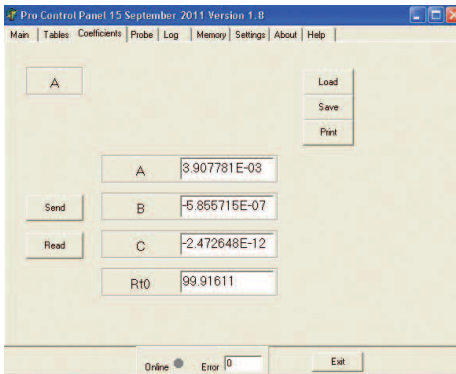 Pro Control Panel 15 September 2011 Version 1.8
Main Tables Coefficients Probe Log Memory Settings About Help
A
Load
Save
Print
A 3.907781E-03
Send
B -5.855715E-07
Read
C -2.472648E-12
Rt0 99.91611
Online Error 0 Exit